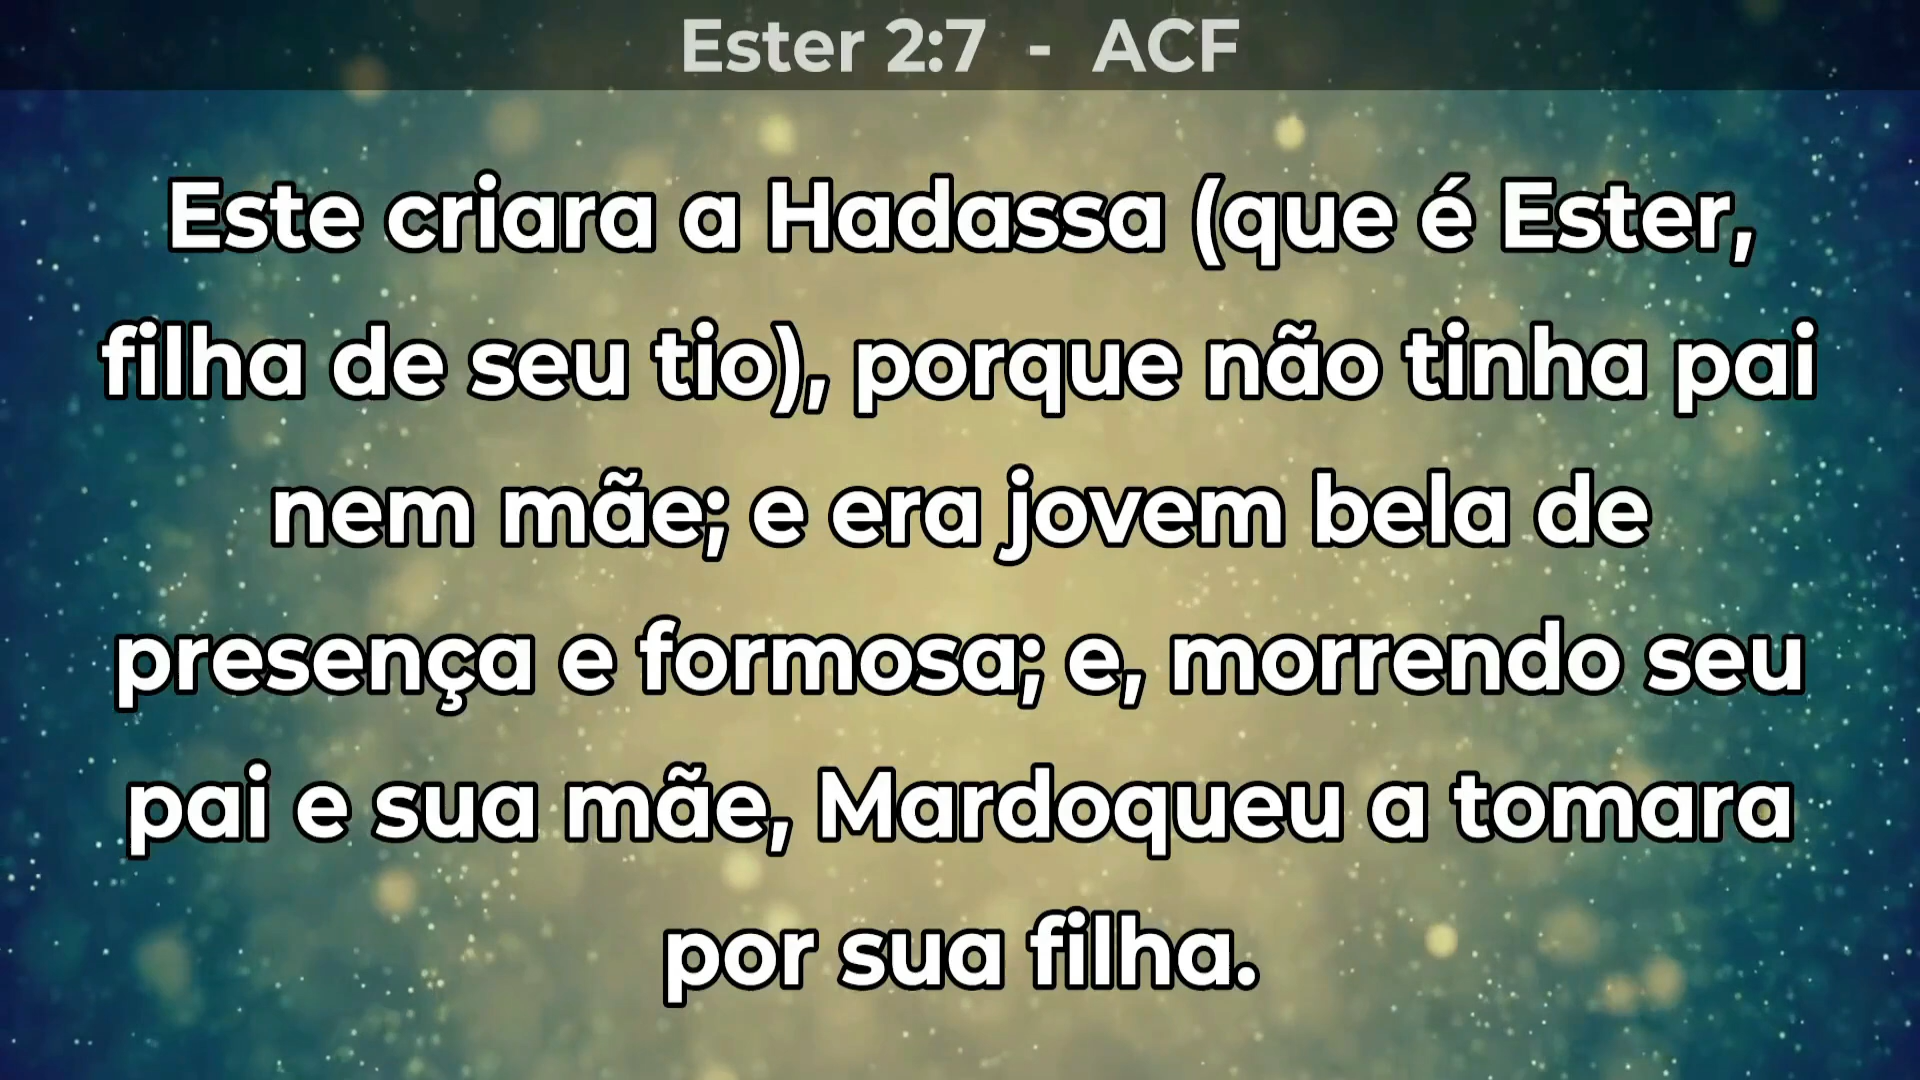 Ester 2:7 - ACF
Este criara a Hadassa (que é Ester,
filha de seu tio), porque não tinha pai
nem mãe; e era jovem bela de
presença e formosa; e, morrendo seu
pai e sua mãe, Mardoqueu a tomara
por sua filha.